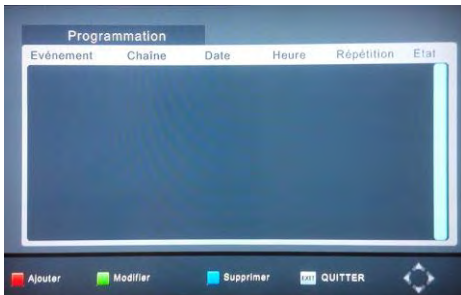 Programmation
Evénement Chaîne Date Heure Répétition Etat
Ajouter Modifier Supprimer EXIT QUITTER